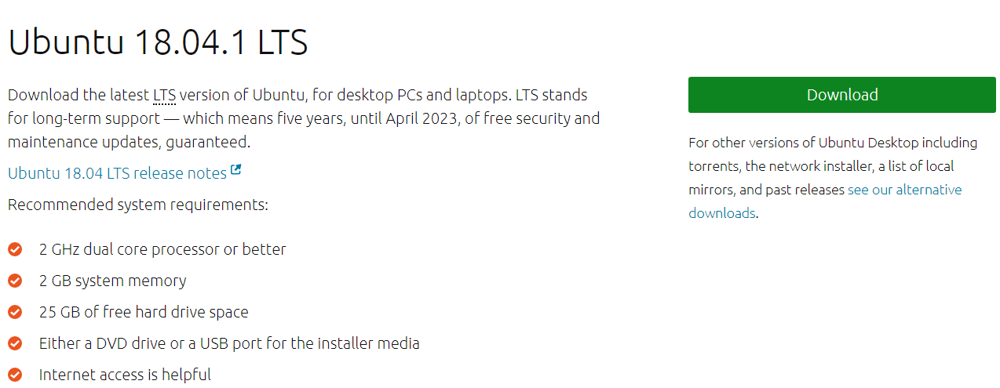 Ubuntu 18.04.1 LTS
Download the latest LTS version of Ubuntu, for desktop PCs and laptops. LTS stands
for long-term support — which means five years, until April 2023, of free security and
maintenance updates, guaranteed.
Ubuntu 18.04 LTS release notes
Recommended system requirements:
2 GHz dual core processor or better
2 GB system memory
25 GB of free hard drive space
Either a DVD drive or a USB port for the installer media
Internet access is helpful
Download
For other versions of Ubuntu Desktop including
torrents, the network installer, a list of local
mirrors, and past releases see our alternative
downloads.